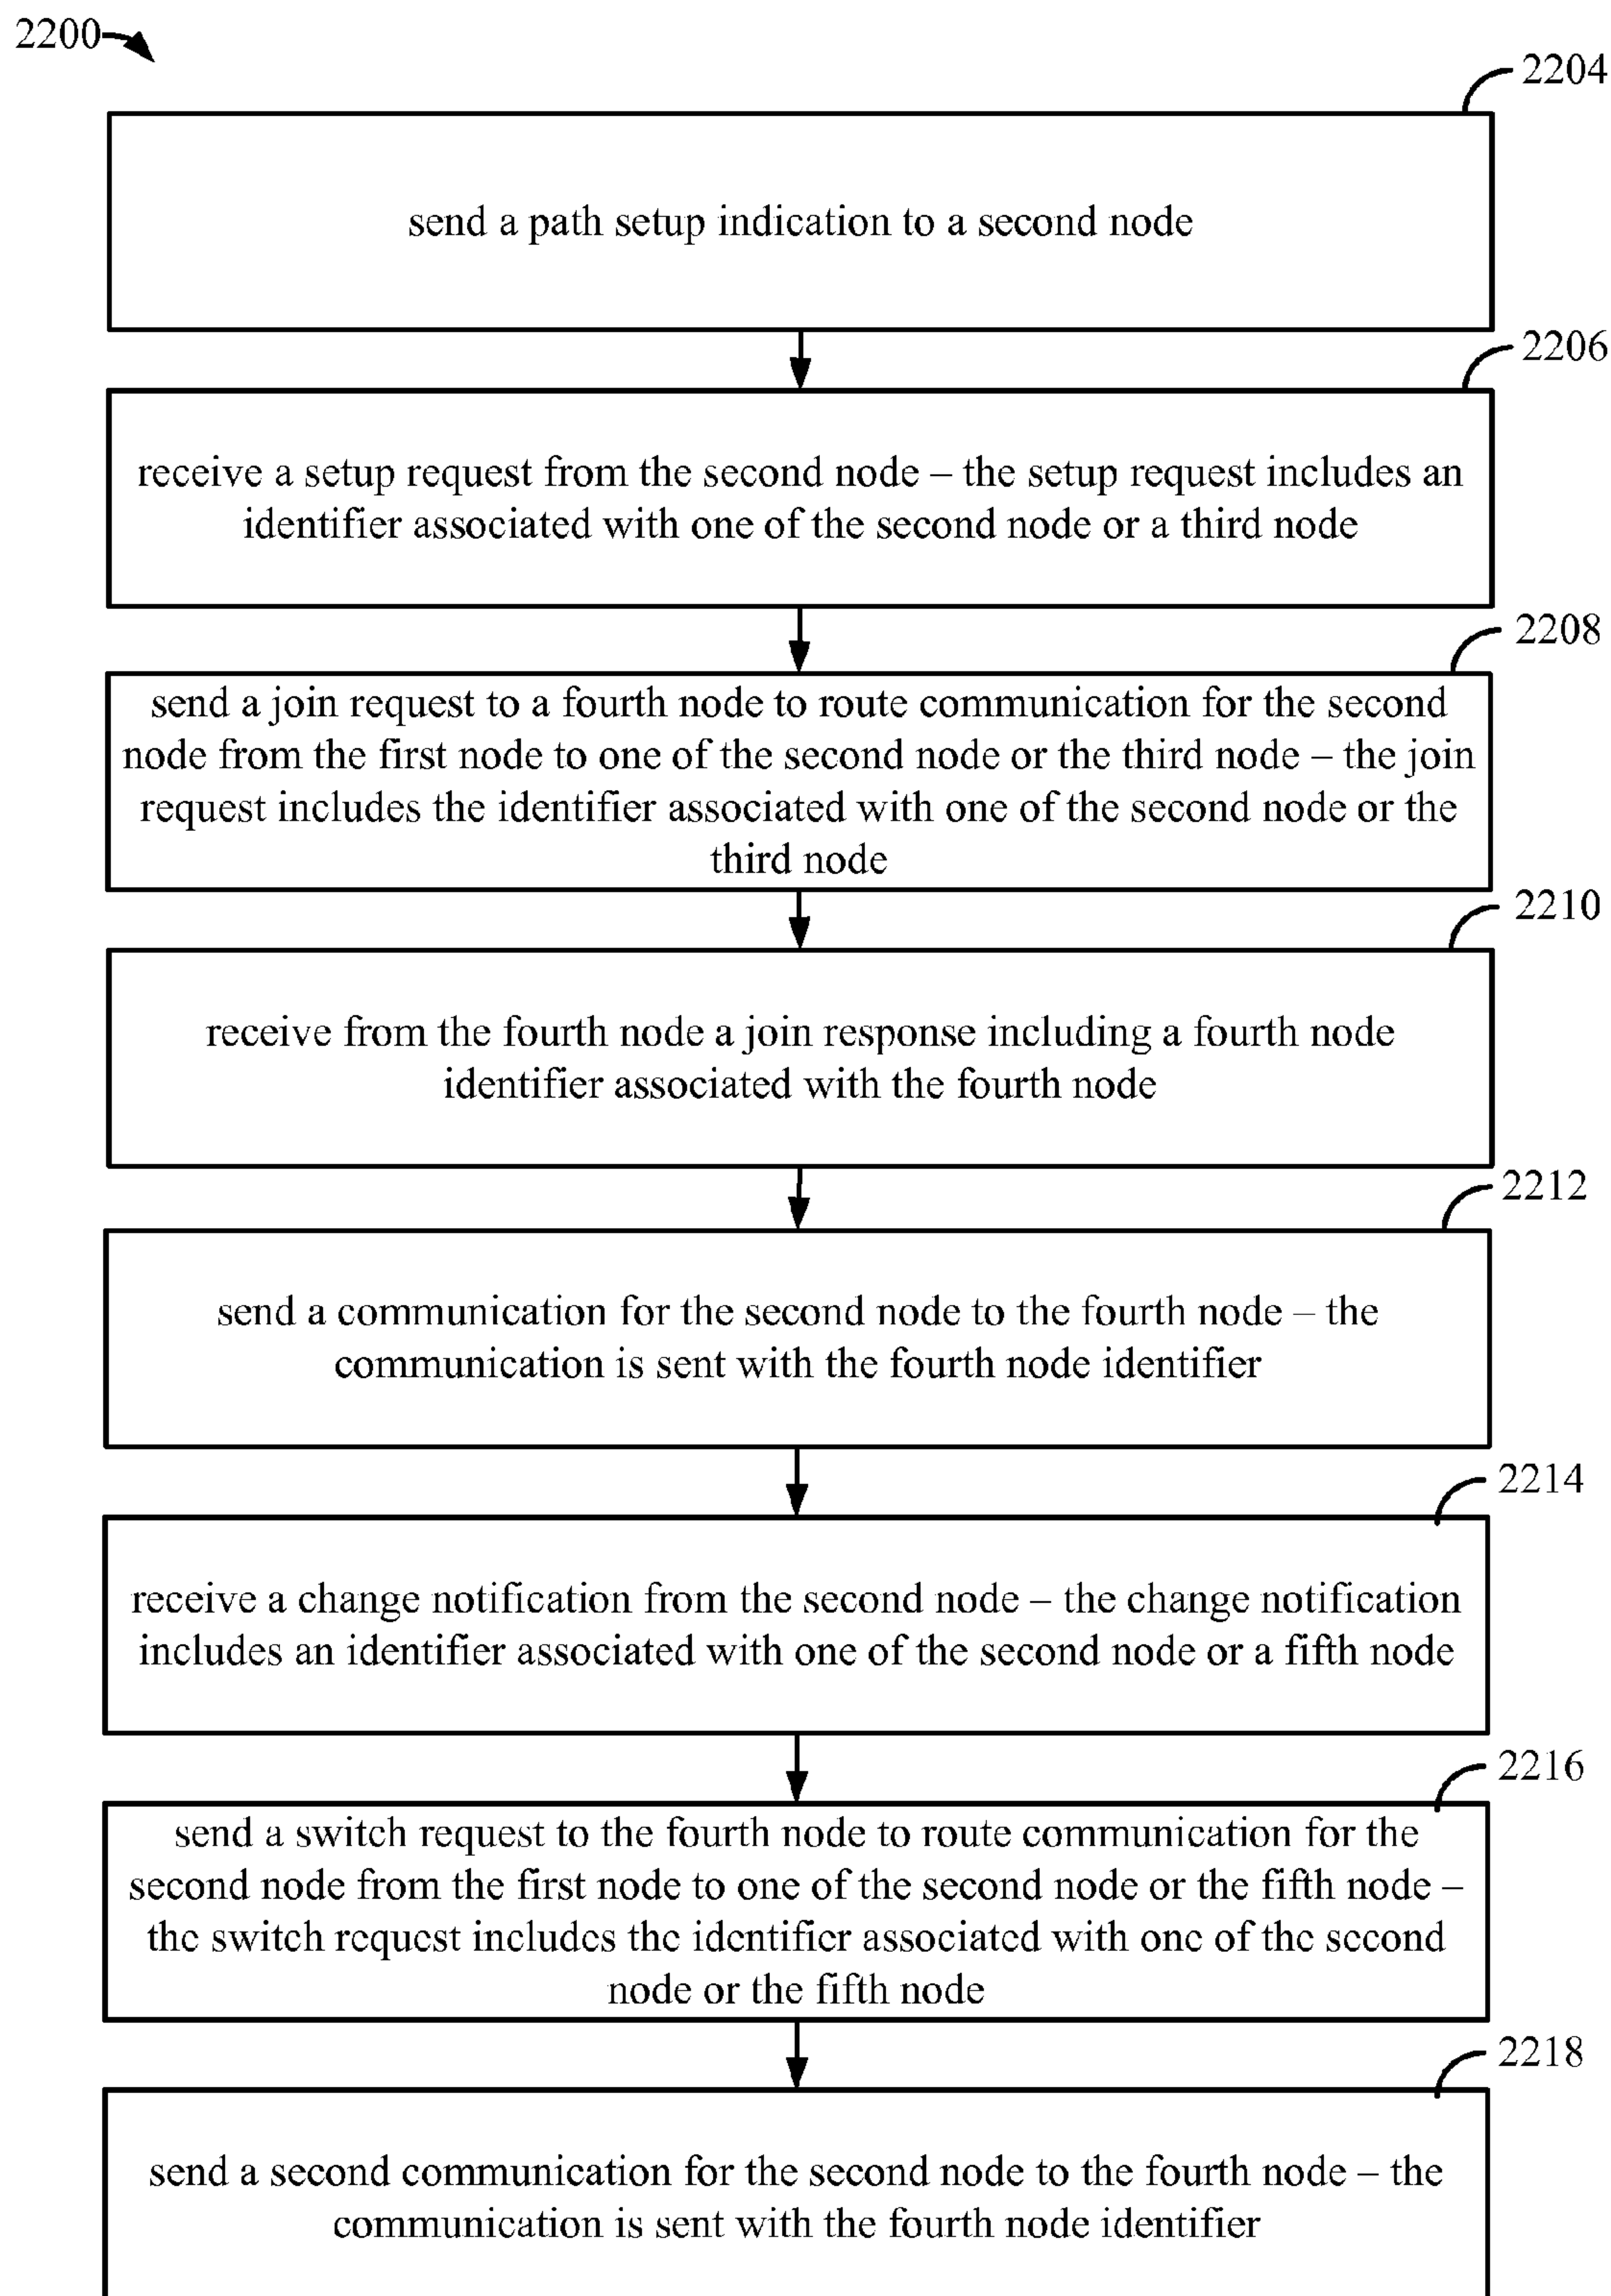 2200
2204
send a path setup indication to a second node
2206
receive a setup request from the second node – the setup request includes an
identifier associated with one of the second node or a third node
2208
send a join request to a fourth node to route communication for the second
node from the first node to one of the second node or the third node – the join
request includes the identifier associated with one of the second node or the
third node
2210
receive from the fourth node a join response including a fourth node
identifier associated with the fourth node
2212
send a communication for the second node to the fourth node – the
communication is sent with the fourth node identifier
2214
receive a change notification from the second node – the change notification
includes an identifier associated with one of the second node or a fifth node
2216
send a switch request to the fourth node to route communication for the
second node from the first node to one of the second node or the fifth node –
the switch request includes the identifier associated with one of the second
node or the fifth node
2218
send a second communication for the second node to the fourth node – the
communication is sent with the fourth node identifier